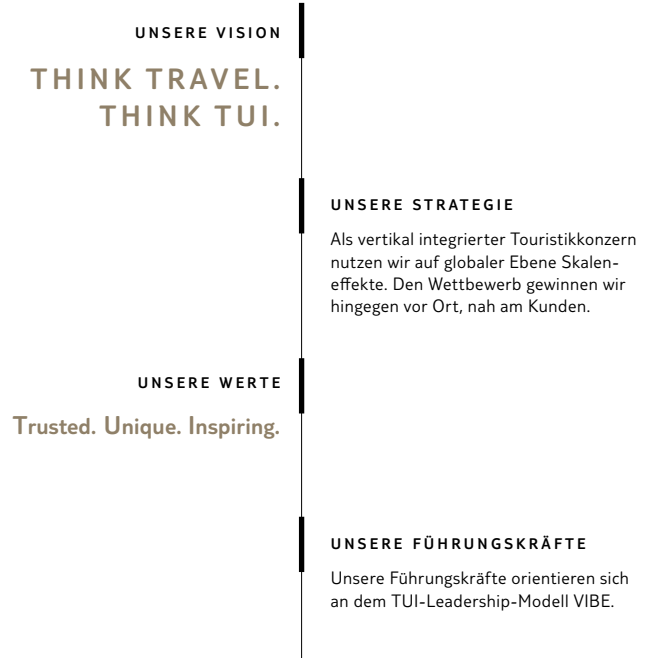 UNSERE VISION
THINK TRAVEL.
THINK TUI.
UNSERE STRATEGIE
Als vertikal integrierter Touristikkonzern
nutzen wir auf globaler Ebene Skalen-
effekte. Den Wettbewerb gewinnen wir
hingegen vor Ort, nah am Kunden.
UNSERE WERTE
Trusted. Unique. Inspiring.
UNSERE FÜHRUNGSKRÄFTE
Unsere Führungskräfte orientieren sich
an dem TUI-Leadership-Modell VIBE.